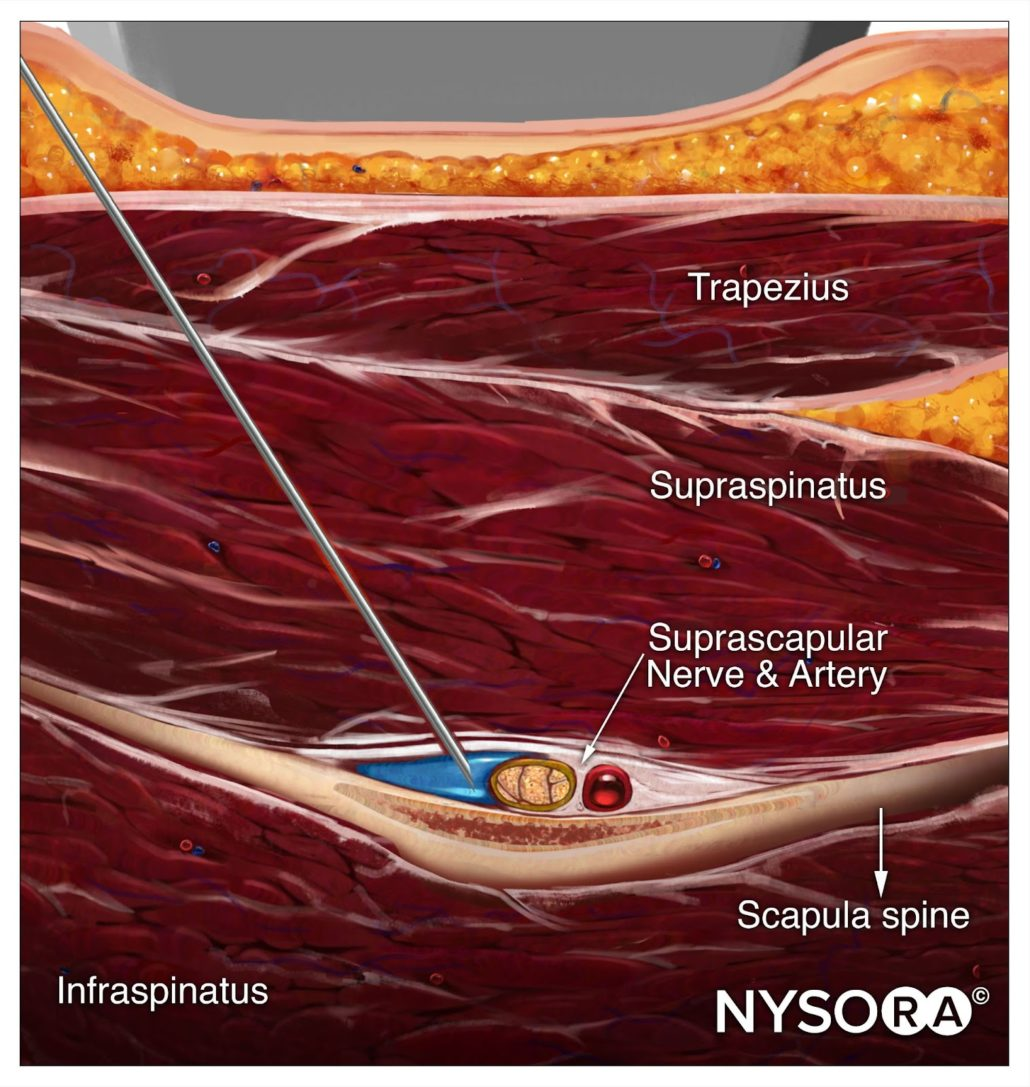 Trapezius
Supraspinatus
Suprascapular
Nerve & Artery
Scapula spine
Infraspinatus
NYSORA©